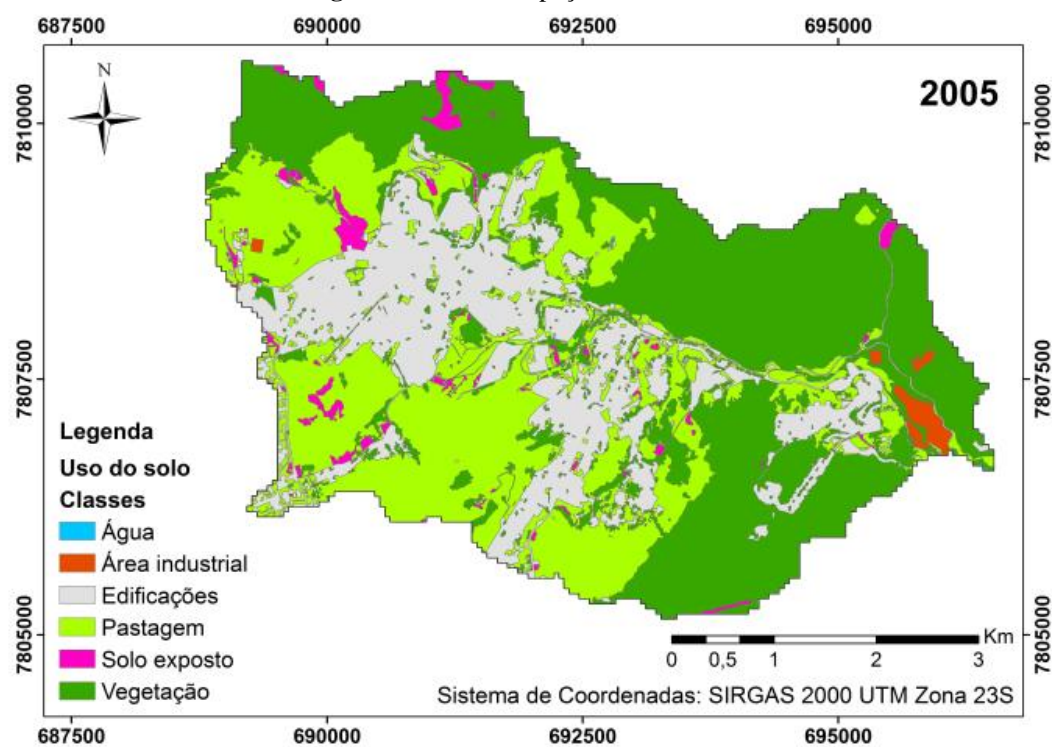 687500 690000 692500 695000
N
2005
7810000 7810000
7807500 7807500
7805000 7805000
Legenda
Uso do solo
Classes
Água
Área industrial
Edificações
Pastagem
Solo exposto
Vegetação
Km
0 0,5 1 2 3
Sistema de Coordenadas: SIRGAS 2000 UTM Zona 23S
687500 690000 692500 695000